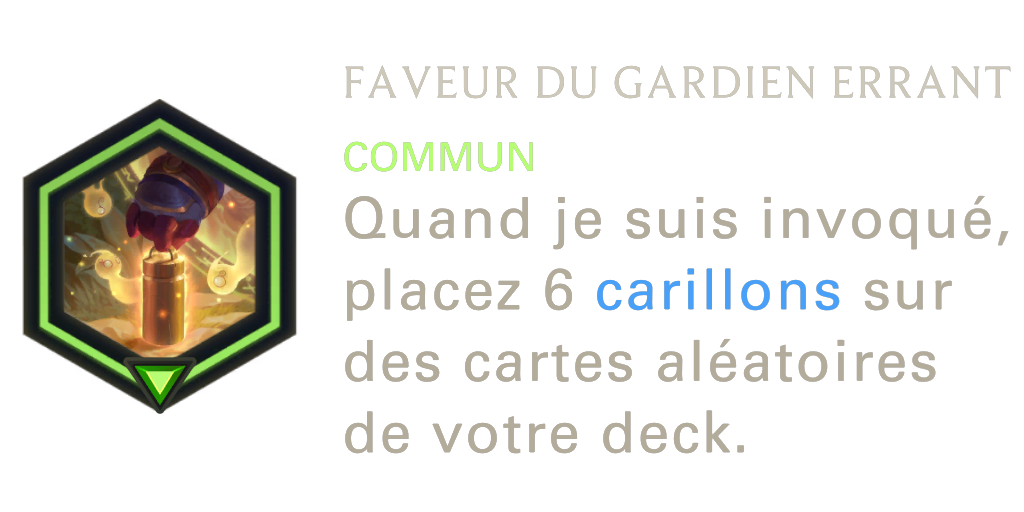 FAVEUR DU GARDIEN ERRANT
COMMUN
Quand je suis invoqué,
placez 6 carillons sur
des cartes aléatoires
de votre deck.